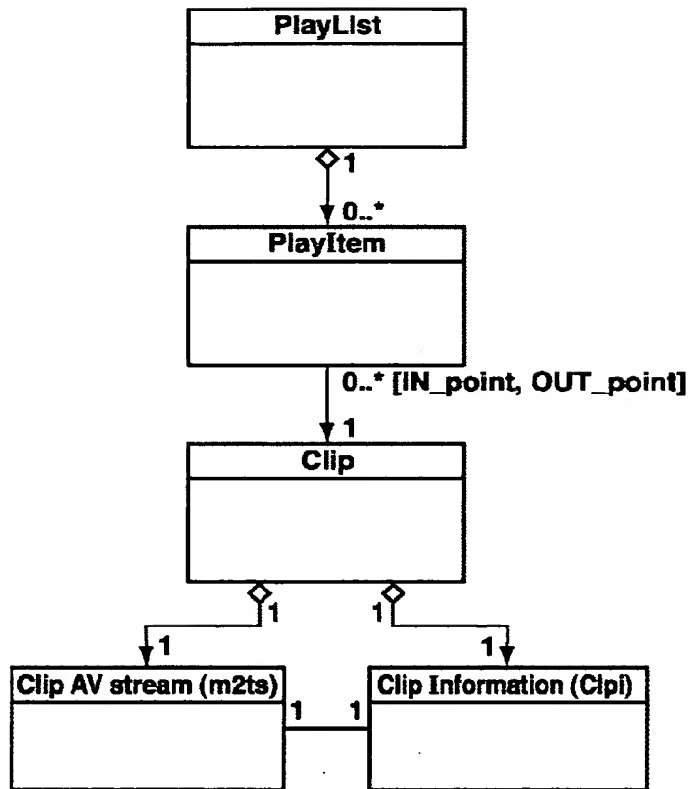 PlayList
1
0..*
PlayItem
0..* [IN_point, OUT_point]
1
Clip
1 1
1 1
Clip AV stream (m2ts) Clip Information (Clpi)
1 1